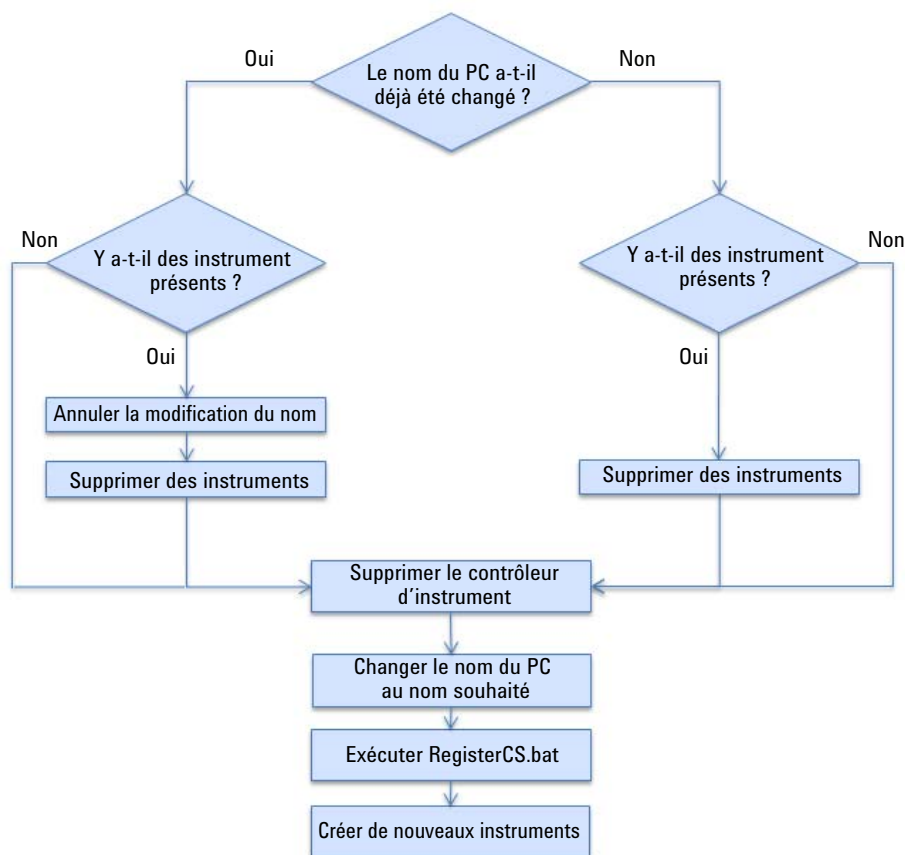 Oui
Le nom du PC a-t-il
déjà été changé ?
Non
Non
Y a-t-il des instrument
présents ?
Oui
Annuler la modification du nom
Supprimer des instruments
Y a-t-il des instrument
présents ?
Non
Oui
Supprimer des instruments
Supprimer le contrôleur
d'instrument
Changer le nom du PC
au nom souhaité
Exécuter RegisterCS.bat
Créer de nouveaux instruments